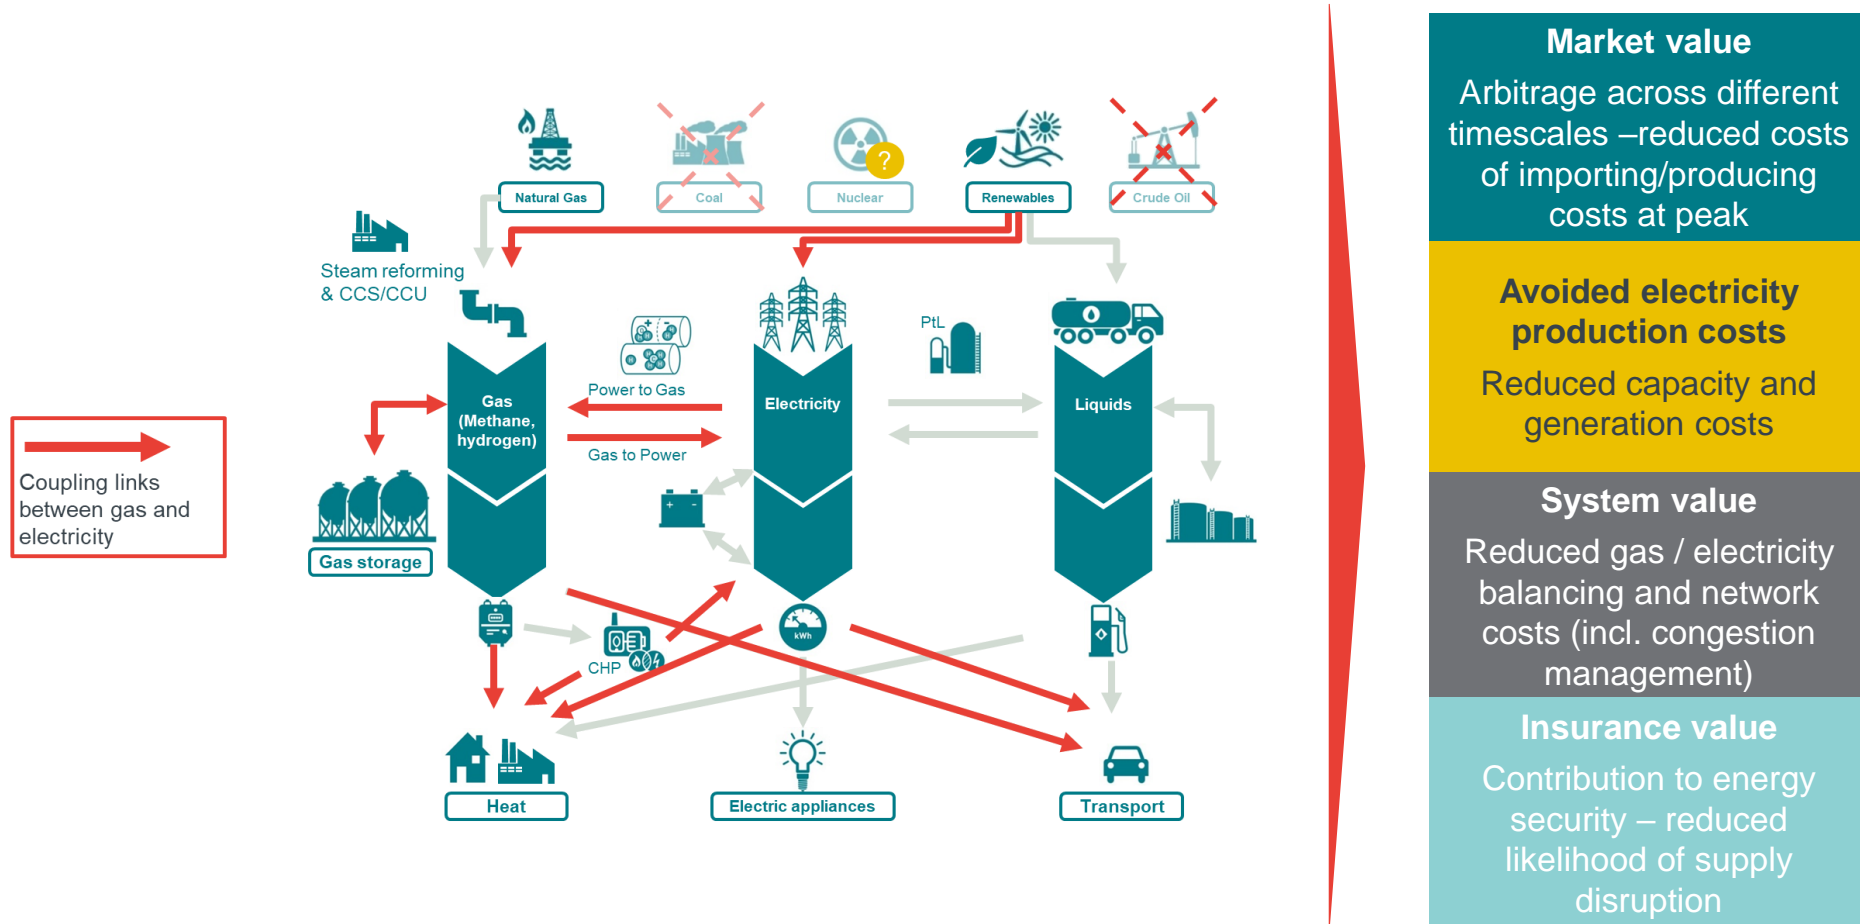 Natural Gas
Coal
?
Nuclear
Renewables
Crude Oil
Steam reforming
& CCS/CCU
PtL
Power to Gas
Gas
(Methane,
hydrogen)
Electricity
Liquids
Gas to Power
Coupling links
between gas and
electricity
Gas storage
kWh
CHP
Heat
Electric appliances
Transport
Market value
Arbitrage across different
timescales –reduced costs
of importing/producing
costs at peak
Avoided electricity
production costs
Reduced capacity and
generation costs
System value
Reduced gas / electricity
balancing and network
costs (incl. congestion
management)
Insurance value
Contribution to energy
security – reduced
likelihood of supply
disruption